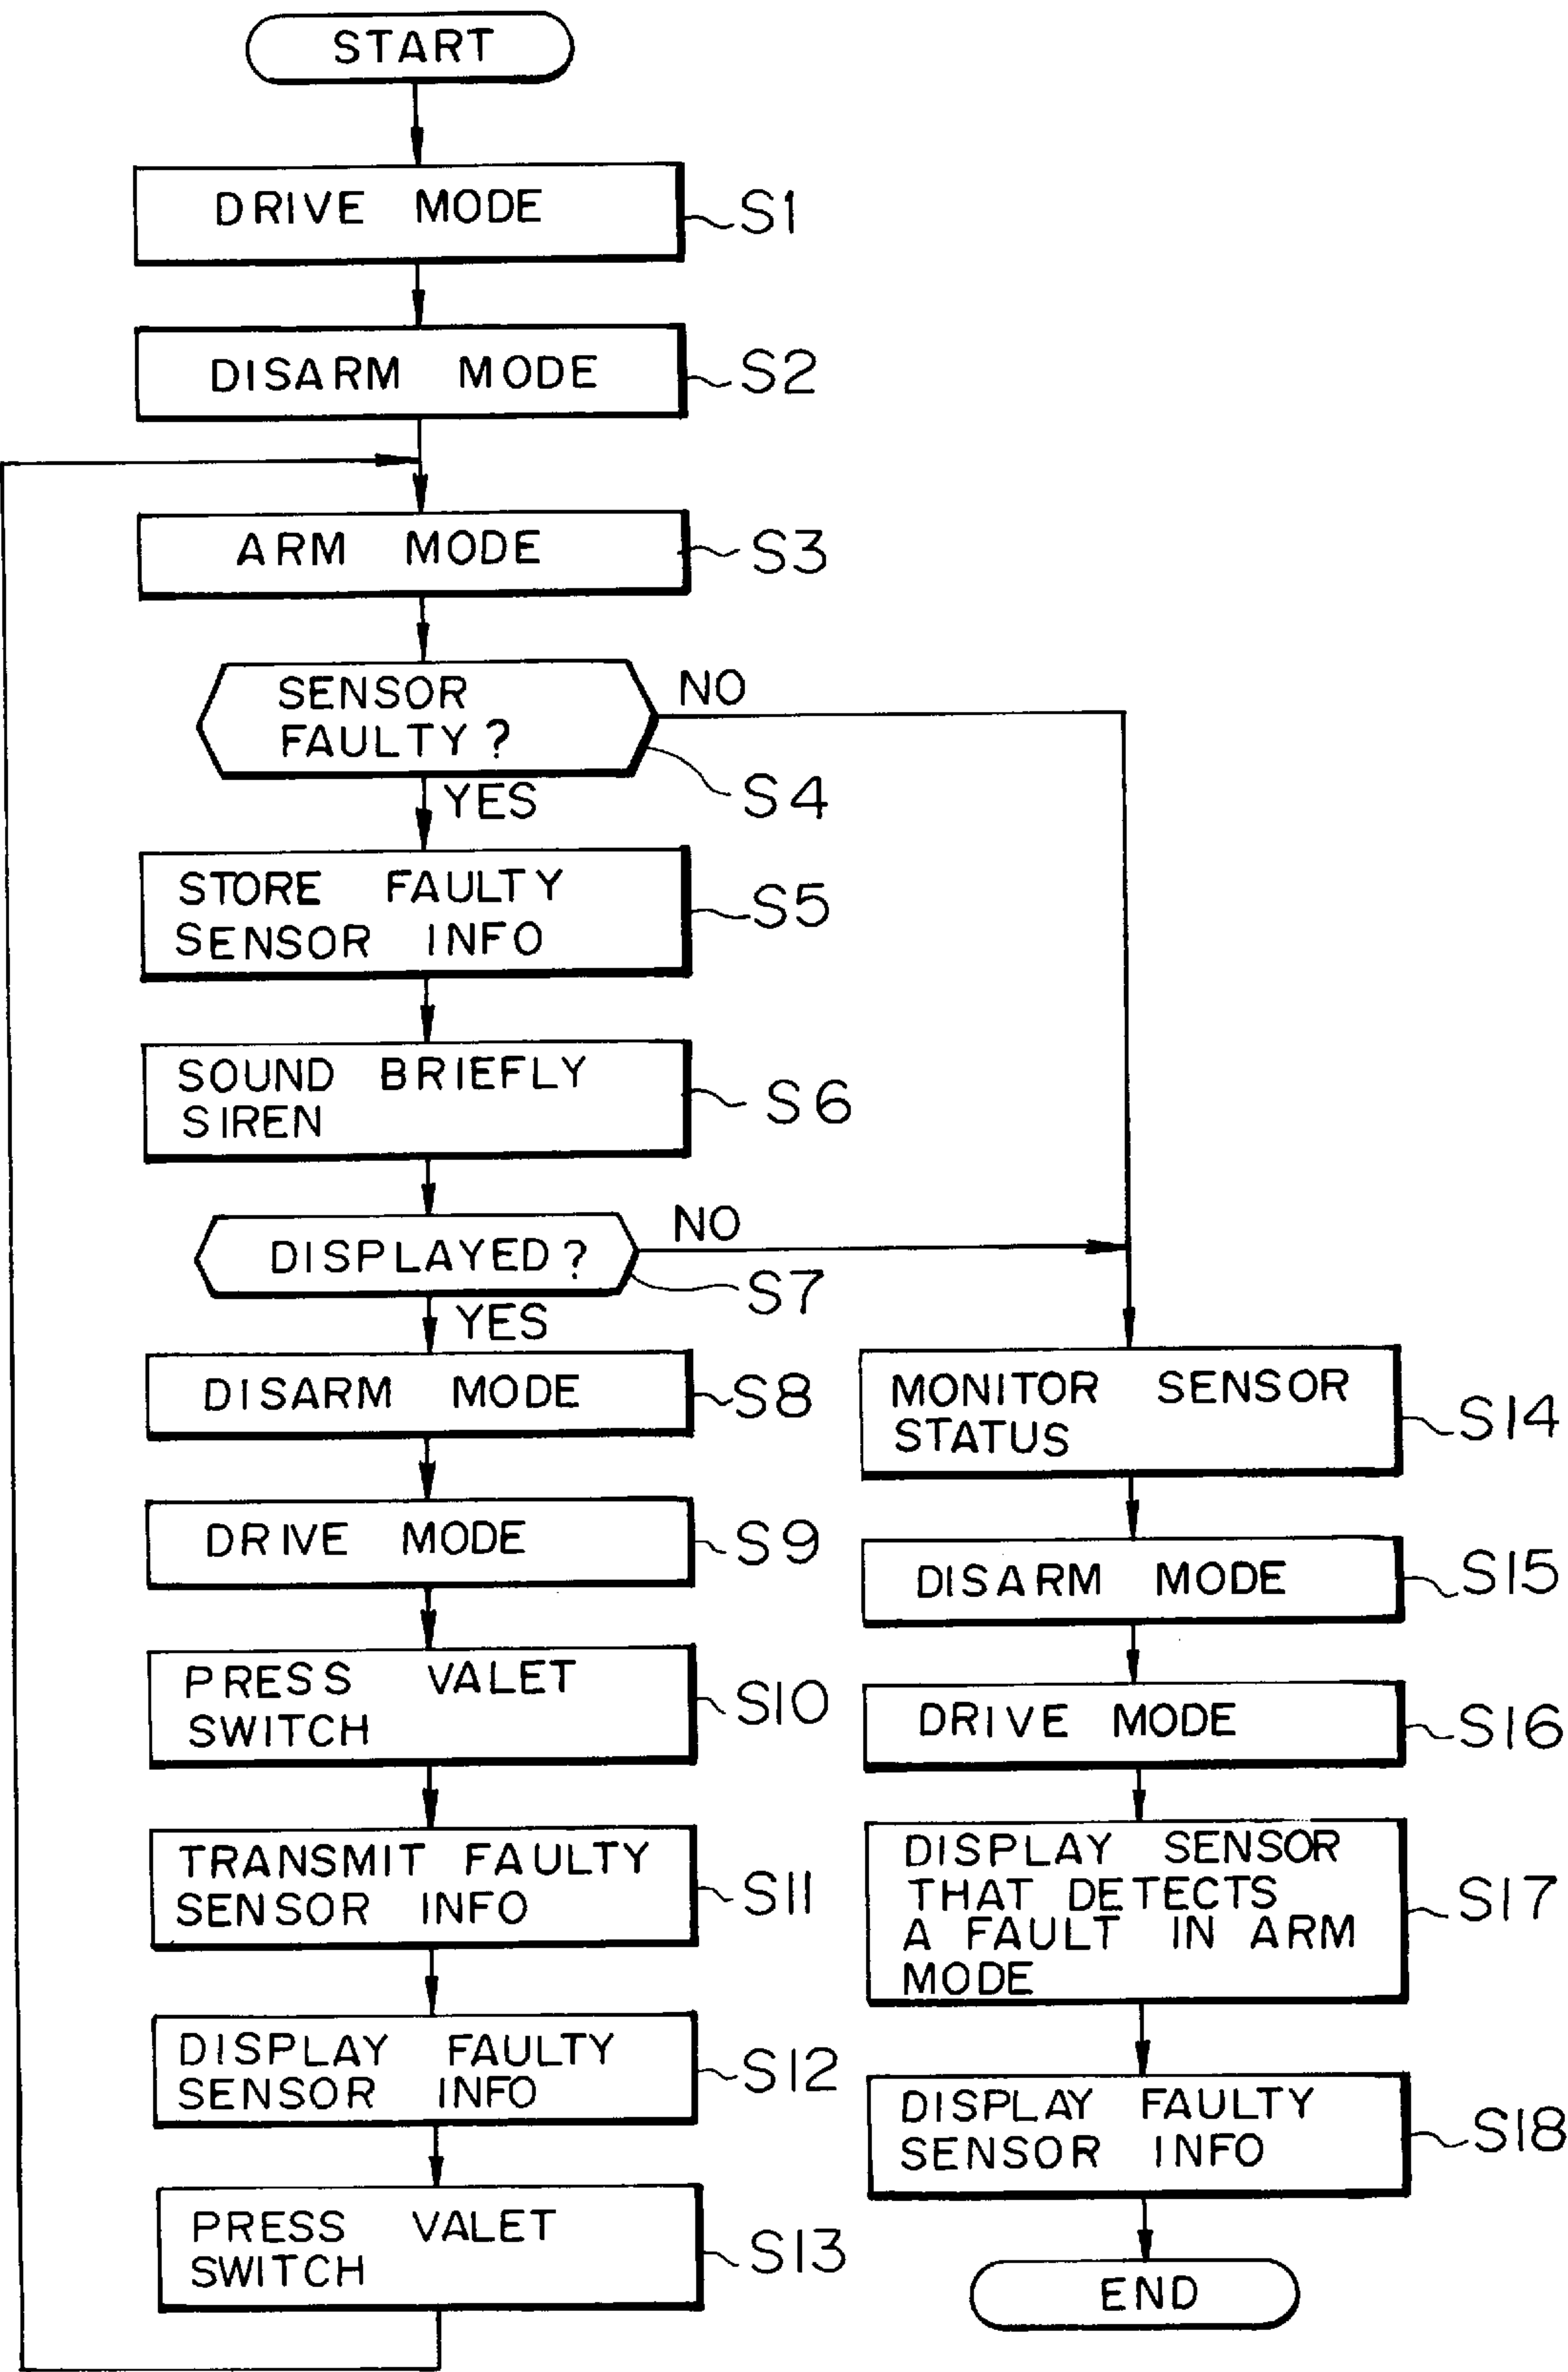 START
DRIVE MODE
S1
DISARM MODE
S2
ARM MODE
S3
SENSOR
FAULTY?
NO
S4
YES
STORE FAULTY
SENSOR INFO
S5
SOUND BRIEFLY
SIREN
S6
DISPLAYED?
NO
S7
YES
DISARM MODE
S8
DRIVE MODE
S9
PRESS VALET
SWITCH
S10
TRANSMIT FAULTY
SENSOR INFO
S11
DISPLAY FAULTY
SENSOR INFO
S12
PRESS VALET
SWITCH
S13
MONITOR SENSOR
STATUS
S14
DISARM MODE
S15
DRIVE MODE
S16
DISPLAY SENSOR
THAT DETECTS
A FAULT IN ARM
MODE
S17
DISPLAY FAULTY
SENSOR INFO
S18
END